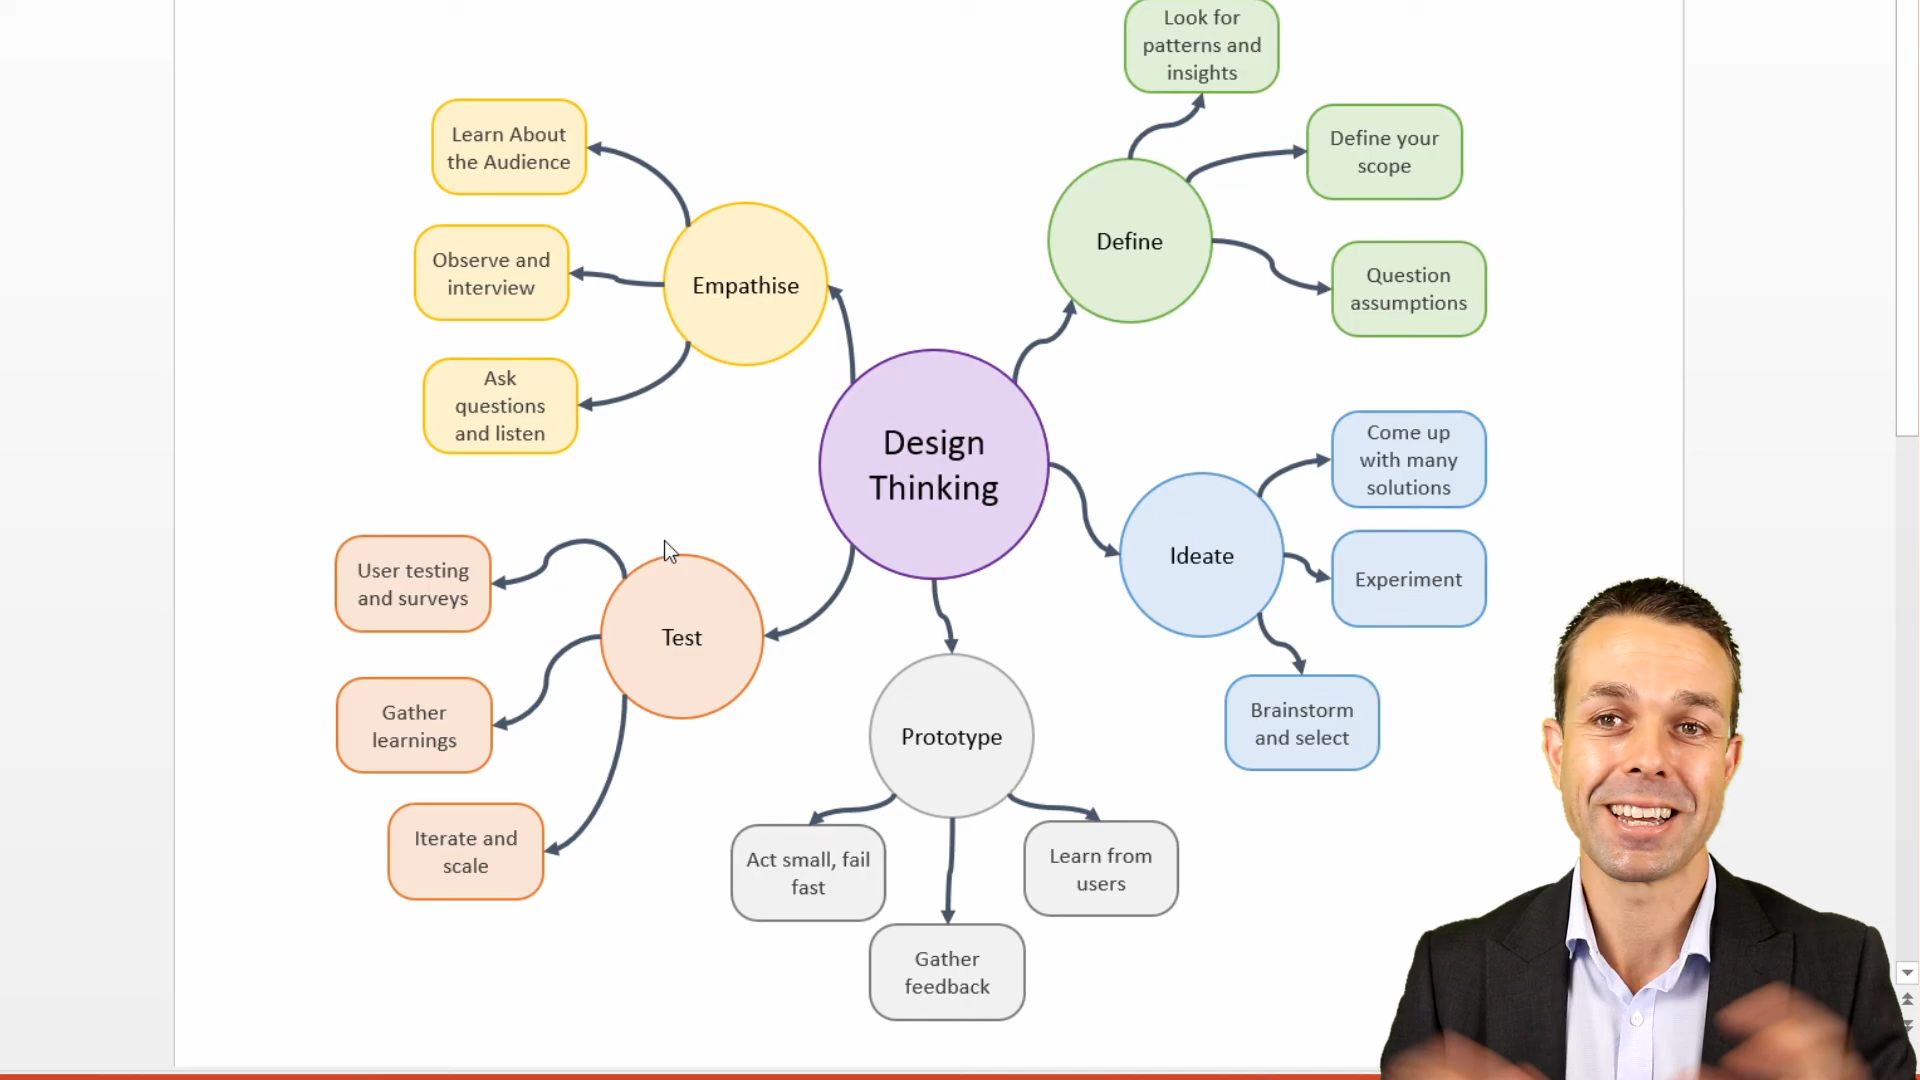 Look for
patterns and
insights
Learn About
the Audience
Define your
scope
Observe and
interview
Empathise
Define
Question
assumptions
Ask
questions
and listen
Design
Thinking
Come up
with many
solutions
Ideate
Experiment
User testing
and surveys
Test
Gather
learnings
Prototype
Brainstorm
and select
Iterate and
scale
Act small, fail
fast
Learn from
users
Gather
feedback